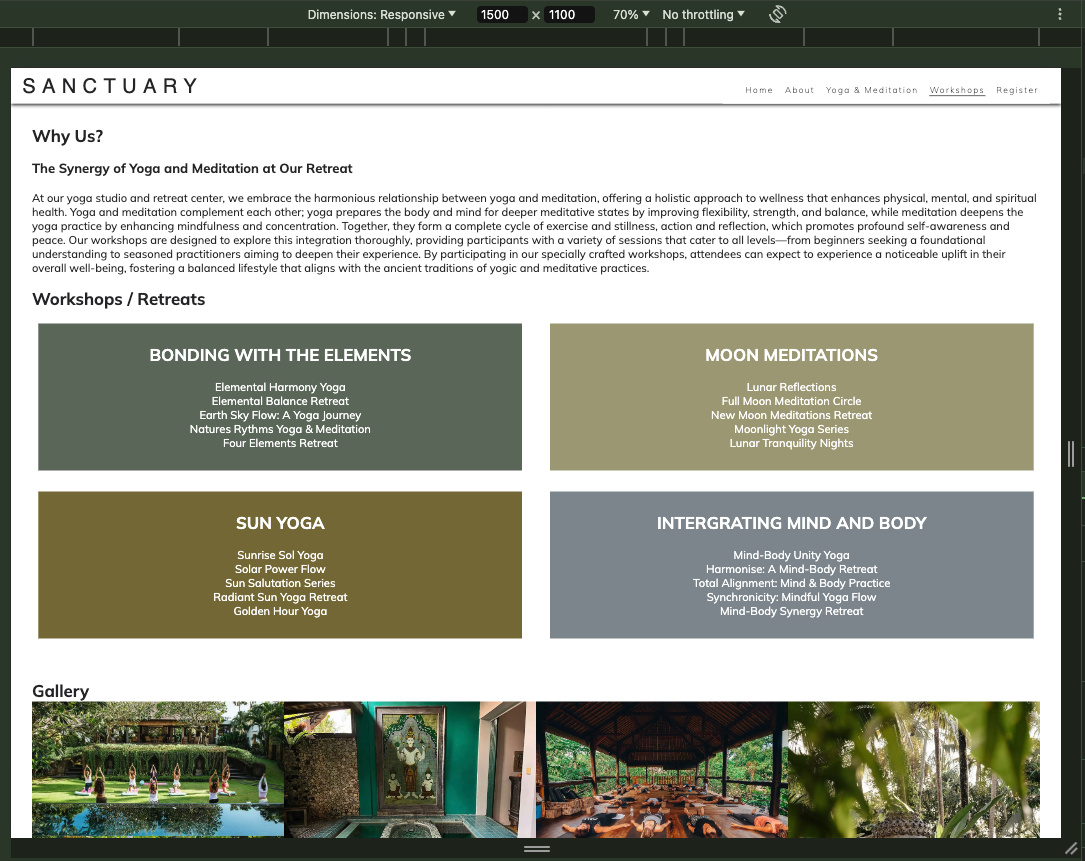 Dimensions: Responsive ▼ 1500 × 1100 70% ▼ No throttling ▼
SANCTUARY
Home About Yoga & Meditation Workshops Register
Why Us?
The Synergy of Yoga and Meditation at Our Retreat
At our yoga studio and retreat center, we embrace the harmonious relationship between yoga and meditation, offering a holistic approach to wellness that enhances physical, mental, and spiritual
health. Yoga and meditation complement each other; yoga prepares the body and mind for deeper meditative states by improving flexibility, strength, and balance, while meditation deepens the
yoga practice by enhancing mindfulness and concentration. Together, they form a complete cycle of exercise and stillness, action and reflection, which promotes profound self-awareness and
peace. Our workshops are designed to explore this integration thoroughly, providing participants with a variety of sessions that cater to all levels—from beginners seeking a foundational
understanding to seasoned practitioners aiming to deepen their experience. By participating in our specially crafted workshops, attendees can expect to experience a noticeable uplift in their
overall well-being, fostering a balanced lifestyle that aligns with the ancient traditions of yogic and meditative practices.
Workshops / Retreats
BONDING WITH THE ELEMENTS
Elemental Harmony Yoga
Elemental Balance Retreat
Earth Sky Flow: A Yoga Journey
Natures Rythms Yoga & Meditation
Four Elements Retreat
MOON MEDITATIONS
Lunar Reflections
Full Moon Meditation Circle
New Moon Meditations Retreat
Moonlight Yoga Series
Lunar Tranquility Nights
SUN YOGA
Sunrise Sol Yoga
Solar Power Flow
Sun Salutation Series
Radiant Sun Yoga Retreat
Golden Hour Yoga
INTERGRATING MIND AND BODY
Mind-Body Unity Yoga
Harmonise: A Mind-Body Retreat
Total Alignment: Mind & Body Practice
Synchronicity: Mindful Yoga Flow
Mind-Body Synergy Retreat
Gallery